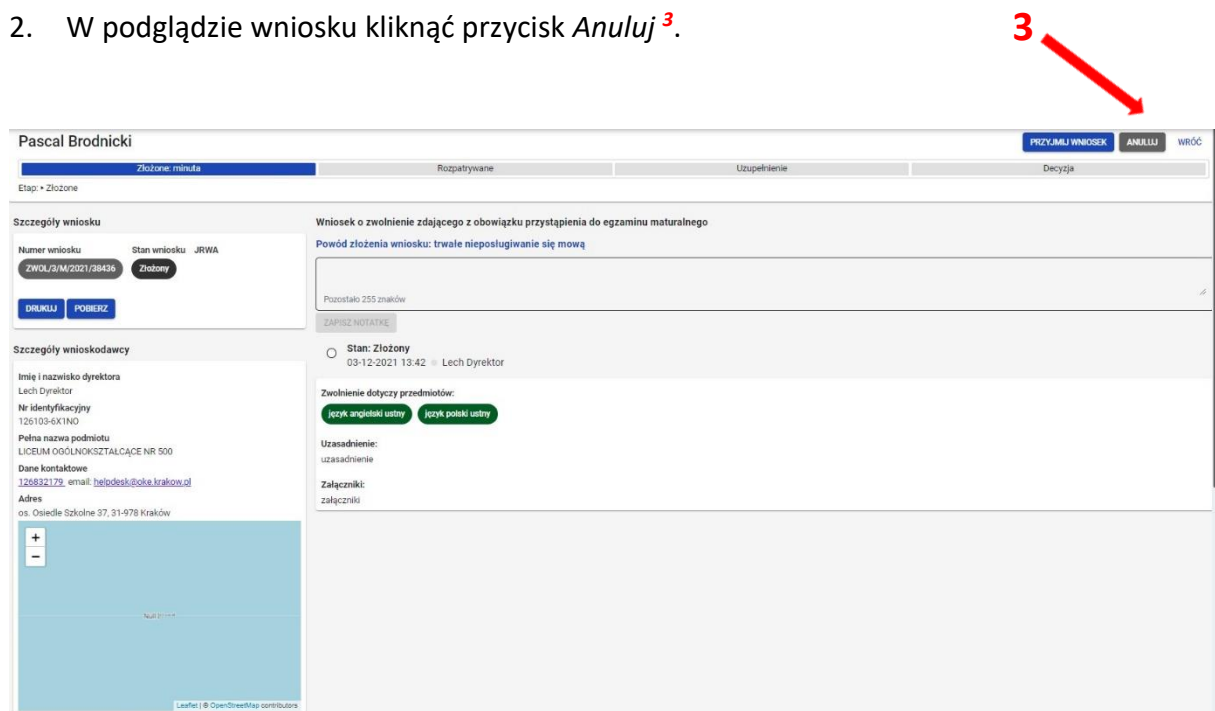 2. W podglądzie wniosku kliknąć przycisk Anuluj ³.
3
Pascal Brodnicki
PRZYJMIJ WNIOSEK ANULUJ WRÓĆ
Złożone: minuta Rozpatrywane Uzupełnienie Decyzja
Etap: • Złożone
Szczegóły wniosku
Numer wniosku Stan wniosku JRWA
ZWOL/3/M/2021/38436 Złożony
DRUKUJ POBIERZ
Szczegóły wnioskodawcy
Imię i nazwisko dyrektora
Lech Dyrektor
Nr identyfikacyjny
126103-6X1NO
Pełna nazwa podmiotu
LICEUM OGÓLNOKSZTAŁCĄCE NR 500
Dane kontaktowe
126832179 email: helpdesk@oke.krakow.pl
Adres
os. Osiedle Szkolne 37, 31-978 Kraków
+
−
Leaflet | © OpenStreetMap contributors
Wniosek o zwolnienie zdającego z obowiązku przystąpienia do egzaminu maturalnego
Powód złożenia wniosku: trwałe nieposługiwanie się mową
Pozostało 255 znaków
ZAPISZ NOTATKĘ
Stan: Złożony
03-12-2021 13:42 Lech Dyrektor
Zwolnienie dotyczy przedmiotów:
język angielski ustny język polski ustny
Uzasadnienie:
uzasadnienie
Załączniki:
załączniki